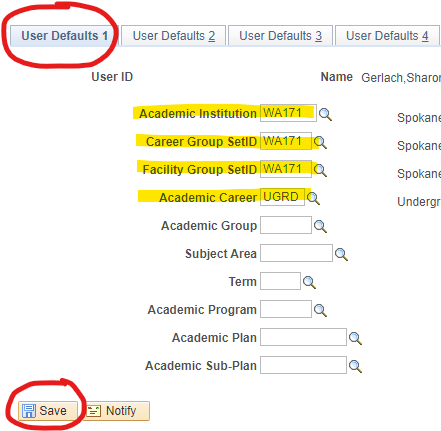 User Defaults 1 User Defaults 2 User Defaults 3 User Defaults 4
User ID Name Gerlach,Sharo
Academic Institution WA171 Spokane
Career Group SetID WA171 Spokane
Facility Group SetID WA171 Spokane
Academic Career UGRD Undergr
Academic Group
Subject Area
Term
Academic Program
Academic Plan
Academic Sub-Plan
Save Notify